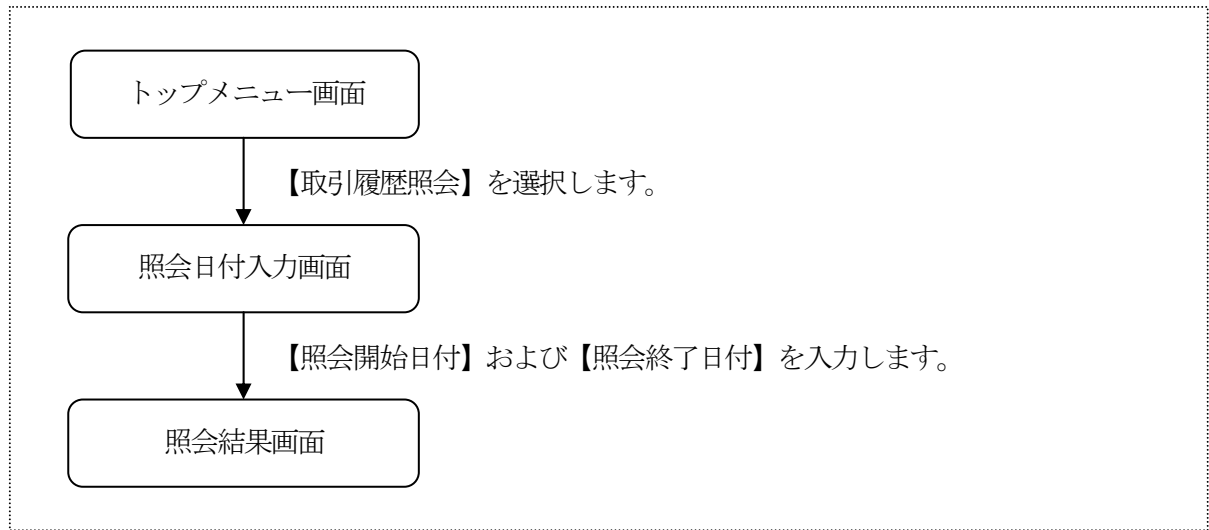 トップメニュー画面
【取引履歴照会】を選択します。
照会日付入力画面
【照会開始日付】および【照会終了日付】を入力します。
照会結果画面